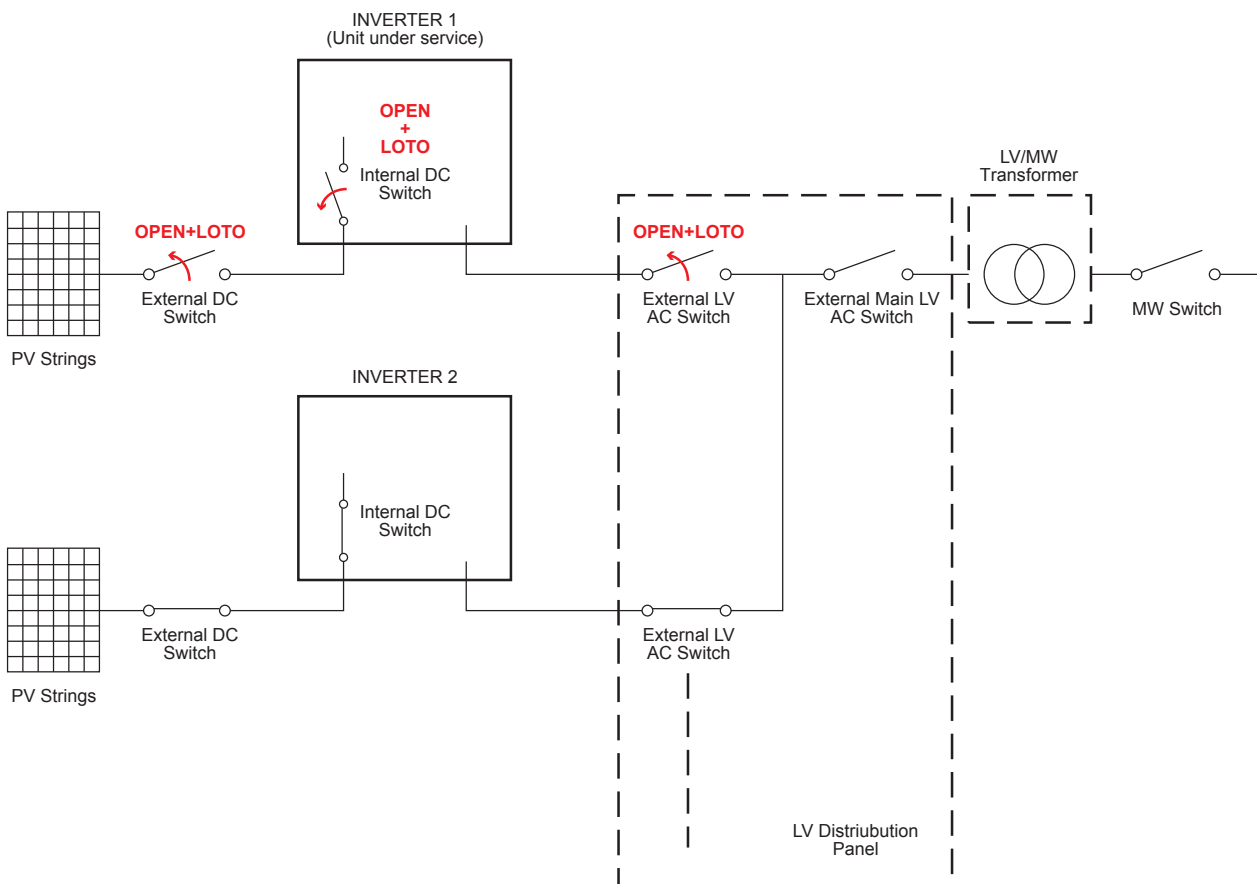 INVERTER 1
(Unit under service)
OPEN
+
LOTO
Internal DC
Switch
LV/MW
Transformer
OPEN+LOTO
OPEN+LOTO
External DC
Switch
External LV
AC Switch
External Main LV
AC Switch
MW Switch
PV Strings
INVERTER 2
Internal DC
Switch
External DC
Switch
External LV
AC Switch
PV Strings
LV Distriubution
Panel